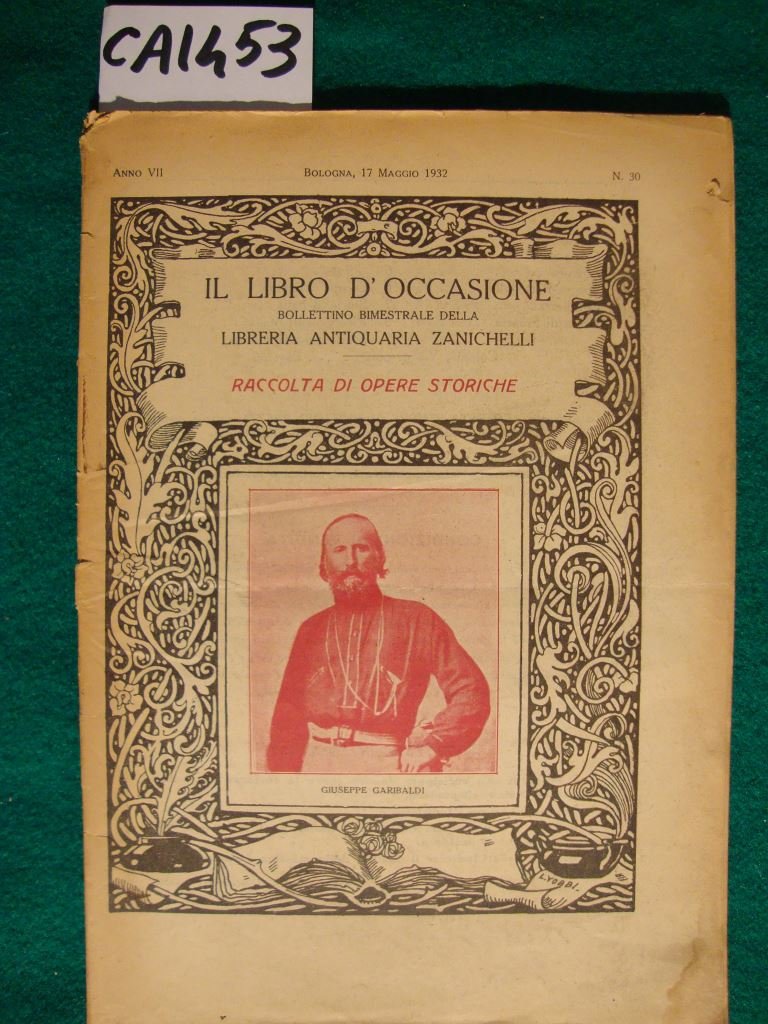 CA1453
Anno VII
Bologna, 17 Maggio 1932
N. 30
IL LIBRO D'OCCASIONE
BOLLETTINO BIMESTRALE DELLA
LIBRERIA ANTIQUARIA ZANICHELLI
RACCOLTA DI OPERE STORICHE
GIUSEPPE GARIBALDI